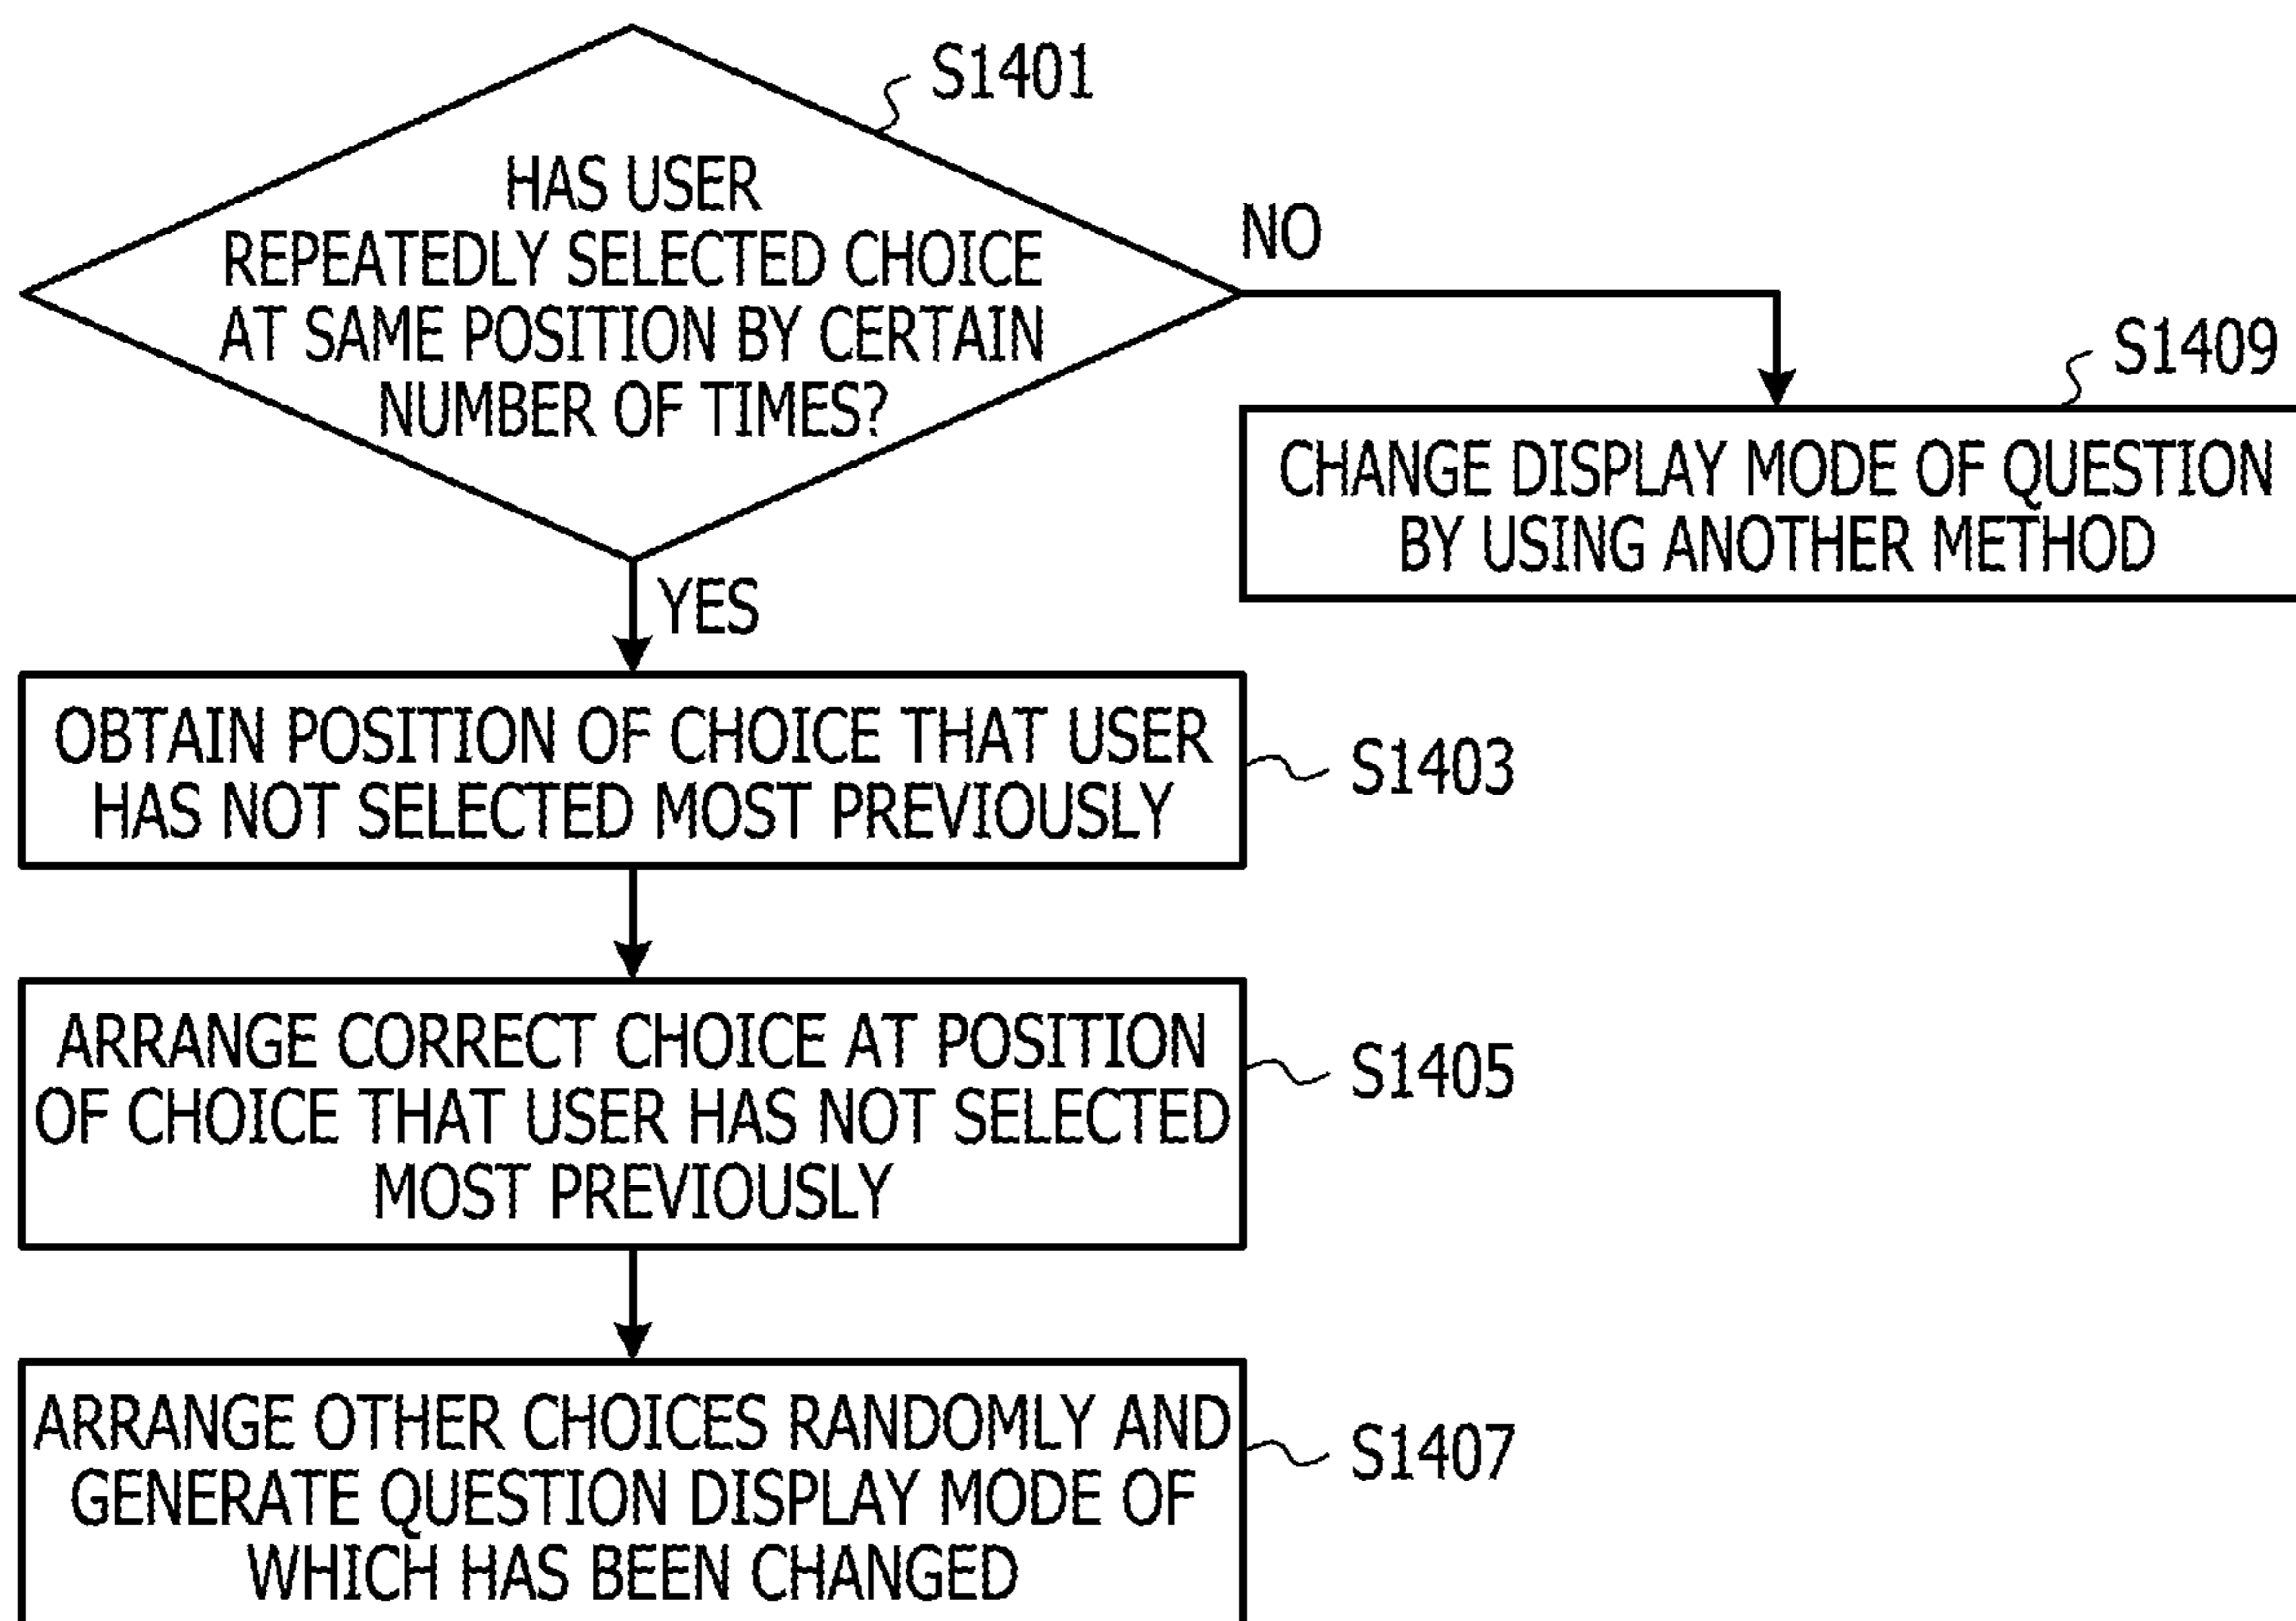 S1401
HAS USER
REPEATEDLY SELECTED CHOICE
AT SAME POSITION BY CERTAIN
NUMBER OF TIMES?
NO
S1409
CHANGE DISPLAY MODE OF QUESTION
BY USING ANOTHER METHOD
YES
OBTAIN POSITION OF CHOICE THAT USER
HAS NOT SELECTED MOST PREVIOUSLY
S1403
ARRANGE CORRECT CHOICE AT POSITION
OF CHOICE THAT USER HAS NOT SELECTED
MOST PREVIOUSLY
S1405
ARRANGE OTHER CHOICES RANDOMLY AND
GENERATE QUESTION DISPLAY MODE OF
WHICH HAS BEEN CHANGED
S1407